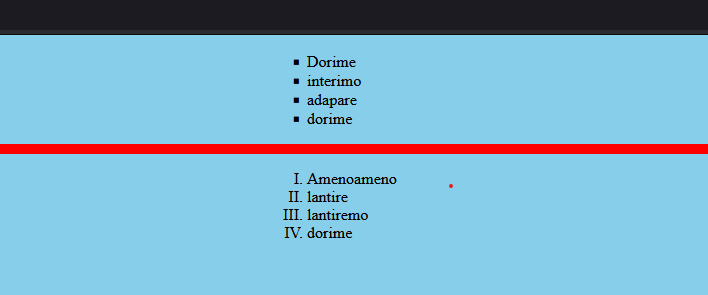 ▪ Dorime
▪ interimo
▪ adapare
▪ dorime
I. Amenoameno
II. lantire
III. lantiremo
IV. dorime